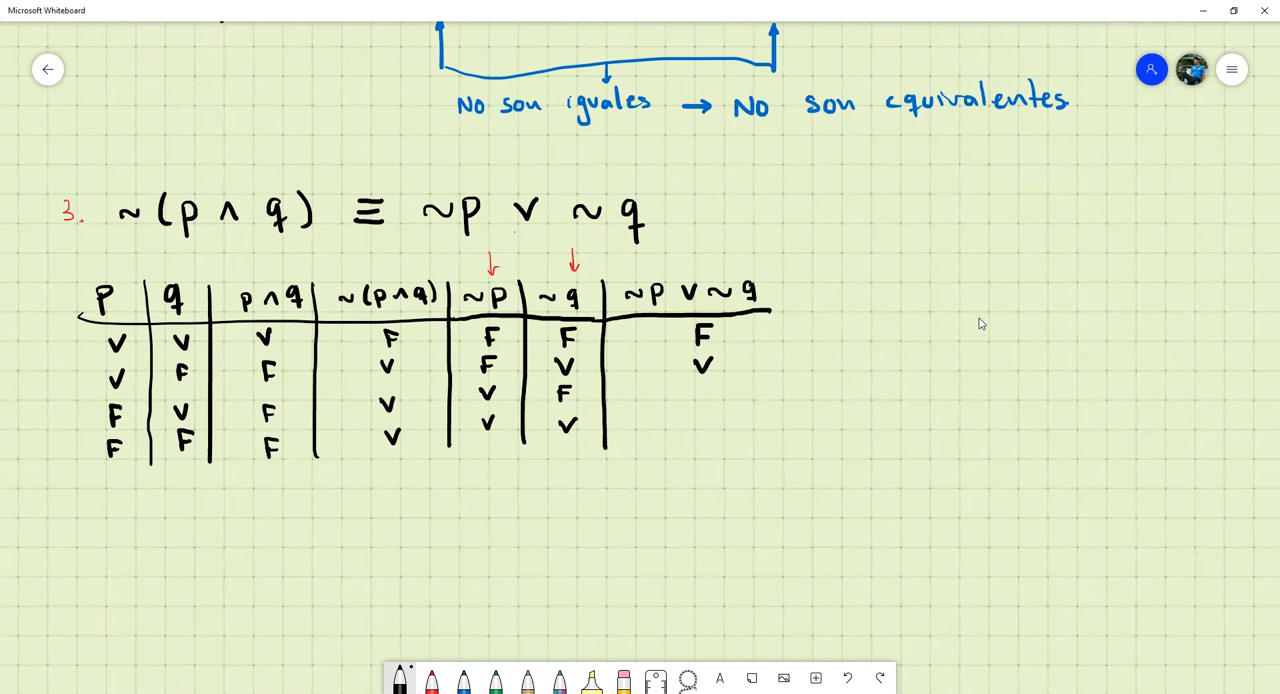 Microsoft Whiteboard
No son iguales → No son equivalentes.
3. ~(p ∧ q) ≡ ~p ∨ ~q
p q p ∧ q ~(p ∧ q) ~p ~q ~p ∨ ~q
V V V F F F F
V F F V F V V
F V F V V F
F F F V V V